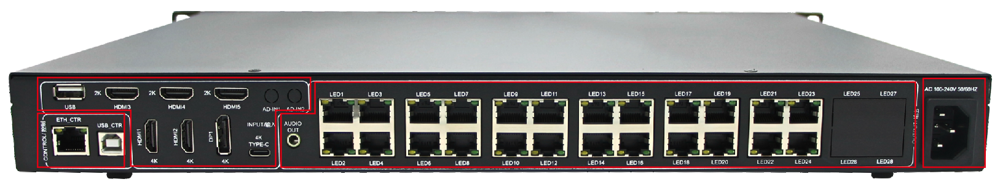 USB
2K
HDMI3
2K
HDMI4
2K
HDMI5
AD-IN1
AD-IN2
CONTROL/控制
ETH_CTR
USB_CTR
HDMI1
4K
HDMI2
4K
DP1
4K
INPUT/输入
4K
TYPE-C
AUDIO
OUT
LED1 LED3 LED5 LED7 LED9 LED11 LED13 LED15 LED17 LED19 LED21 LED23 LED25 LED27
LED2 LED4 LED6 LED8 LED10 LED12 LED14 LED16 LED18 LED20 LED22 LED24 LED26 LED28
AC 100-240V 50/60HZ